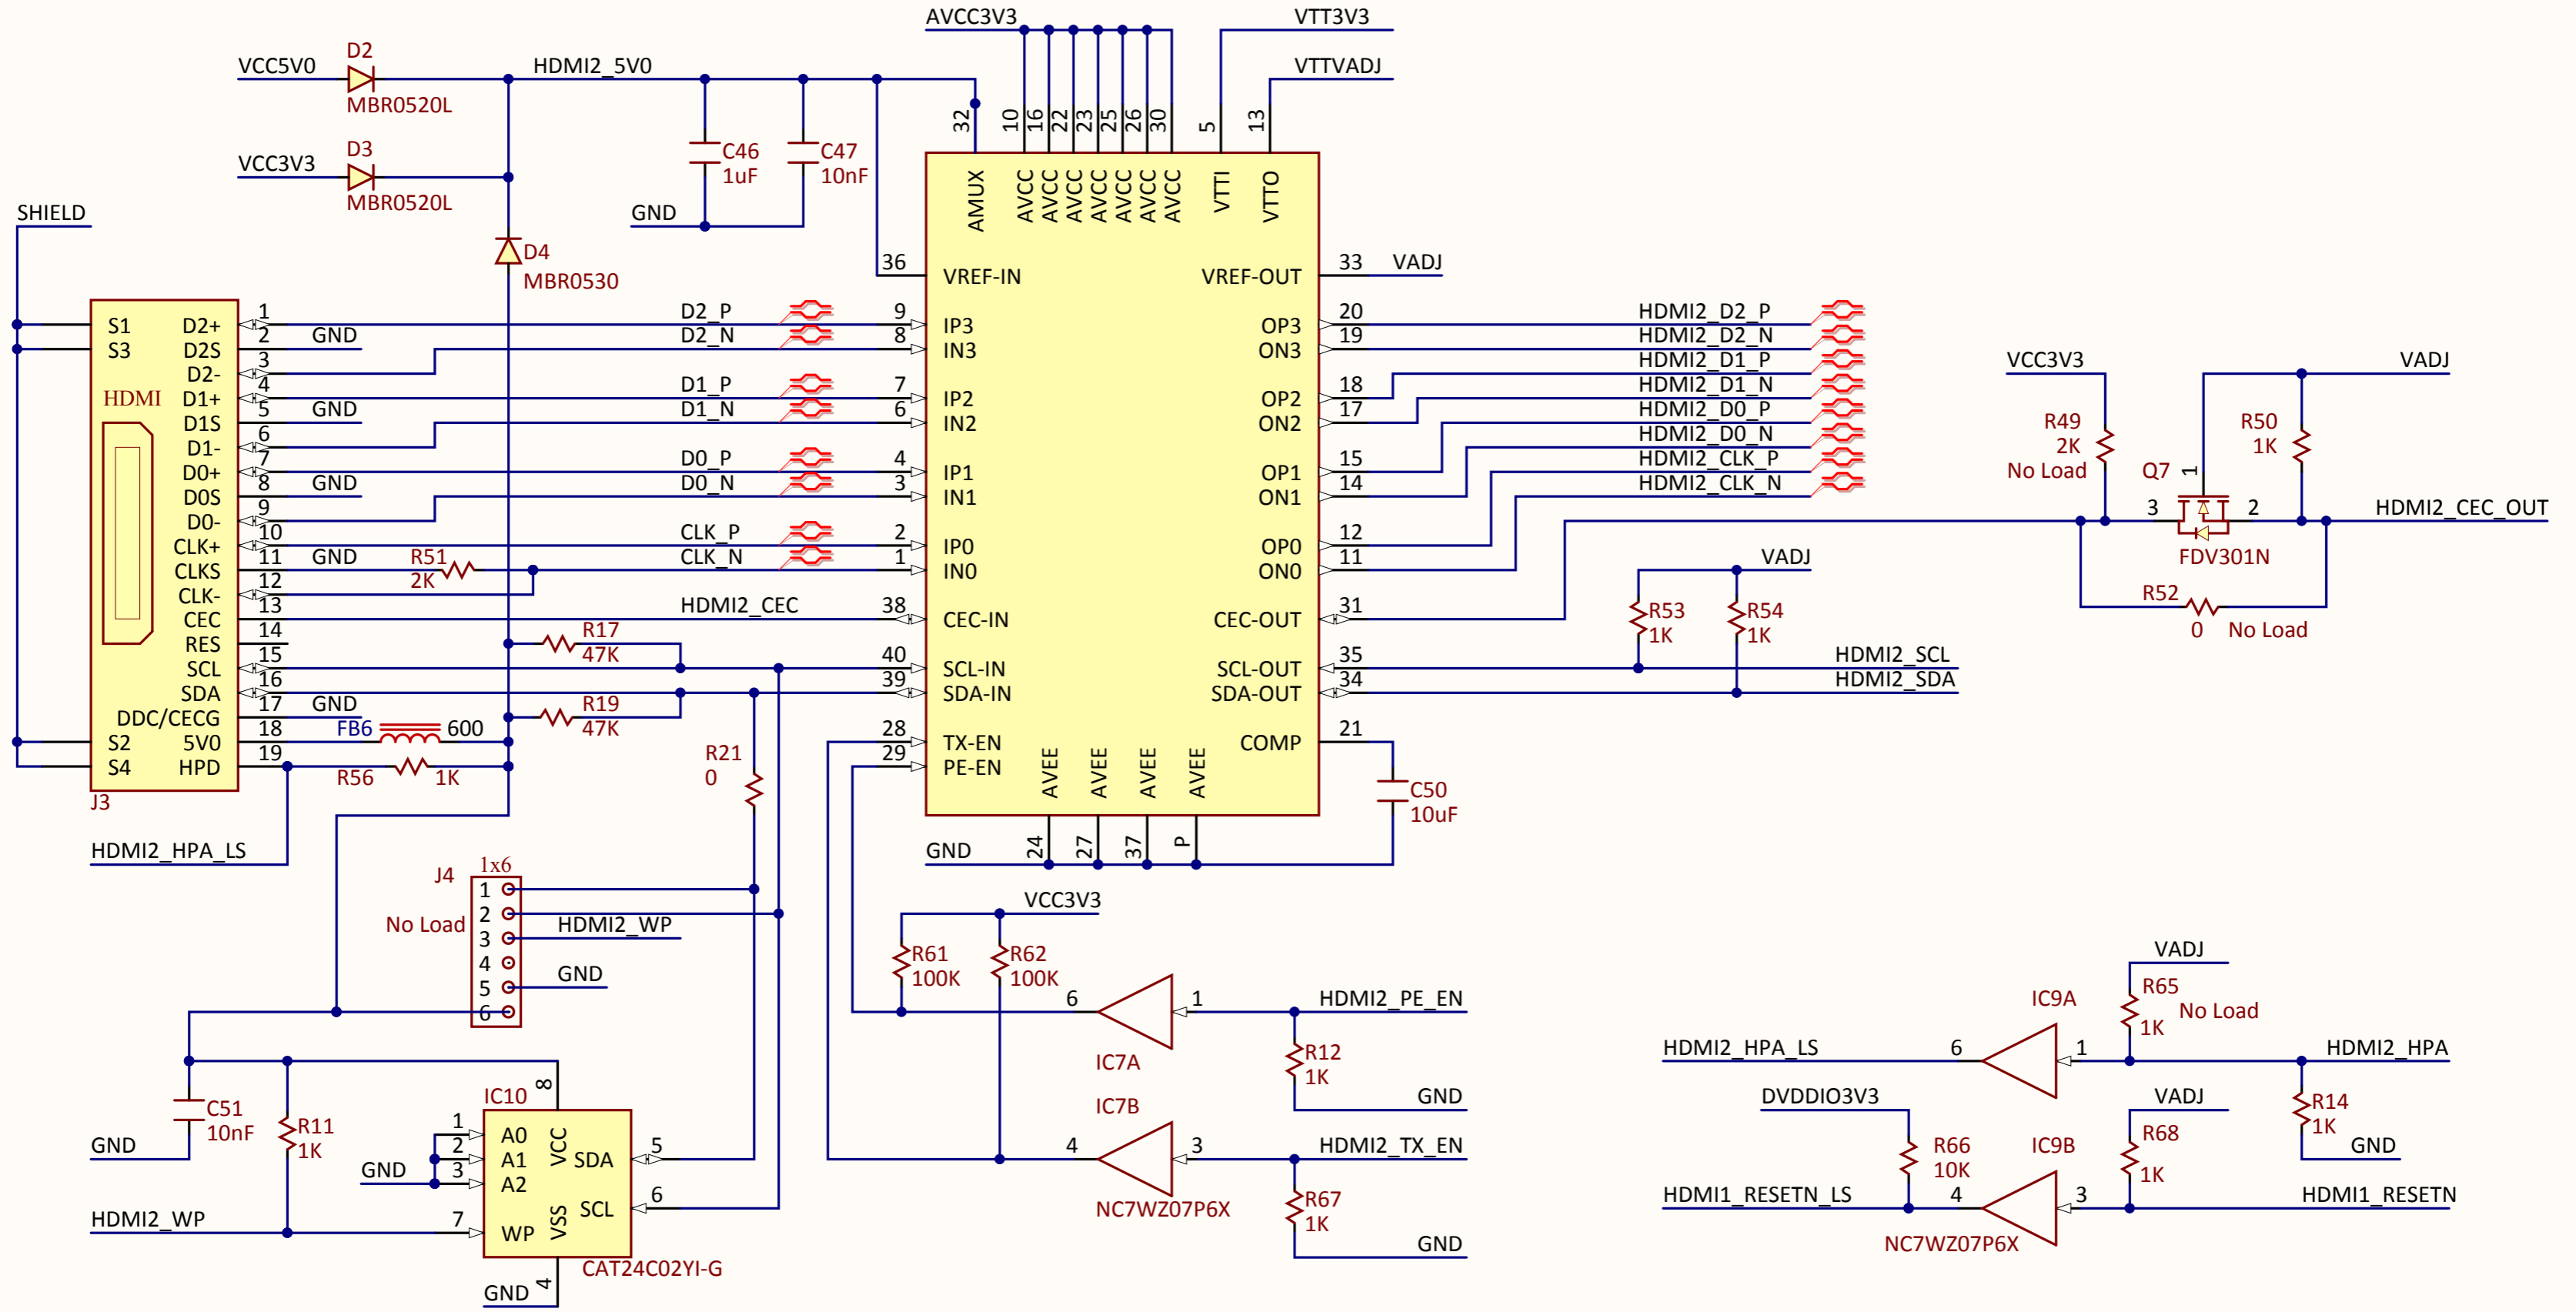 VCC5V0
D2
MBR0520L
HDMI2_5V0
VCC3V3
D3
MBR0520L
C46
1uF
C47
10nF
GND
D4
MBR0530
SHIELD
AVCC3V3
VTT3V3
VTTVADJ
32
10
16
22
23
25
26
30
5
13
AMUX
AVCC
AVCC
AVCC
AVCC
AVCC
AVCC
AVCC
VTTI
VTTO
HDMI
J3
S1
S3
S2
S4
D2+ 1
D2S 2 GND
D2- 3
D1+ 4
D1S 5 GND
D1- 6
D0+ 7
D0S 8 GND
D0- 9
CLK+ 10
CLKS 11 GND
CLK- 12
CEC 13
RES 14
SCL 15
SDA 16
DDC/CECG 17 GND
5V0 18
HPD 19
R51
2K
FB6 600
R56 1K
HDMI2_HPA_LS
D2_P
D2_N
D1_P
D1_N
D0_P
D0_N
CLK_P
CLK_N
HDMI2_CEC
R17
47K
R19
47K
R21
0
36 VREF-IN
9 IP3
8 IN3
7 IP2
6 IN2
4 IP1
3 IN1
2 IP0
1 IN0
38 CEC-IN
40 SCL-IN
39 SDA-IN
28 TX-EN
29 PE-EN
AVEE
AVEE
AVEE
AVEE
24
27
37
P
GND
VREF-OUT 33 VADJ
OP3 20
ON3 19
OP2 18
ON2 17
OP1 15
ON1 14
OP0 12
ON0 11
CEC-OUT 31
SCL-OUT 35
SDA-OUT 34
COMP 21
C50
10uF
HDMI2_D2_P
HDMI2_D2_N
HDMI2_D1_P
HDMI2_D1_N
HDMI2_D0_P
HDMI2_D0_N
HDMI2_CLK_P
HDMI2_CLK_N
VADJ
R53
1K
R54
1K
HDMI2_SCL
HDMI2_SDA
VCC3V3
VADJ
R49
2K
No Load
R50
1K
Q7
1
3
2
FDV301N
HDMI2_CEC_OUT
R52
0 No Load
J4
1x6
No Load
1
2
3 HDMI2_WP
4
5 GND
6
C51
10nF
GND
R11
1K
HDMI2_WP
IC10
8
1 A0
2 A1
3 A2
GND
VCC
SDA 5
SCL 6
7 WP
VSS
4
GND
CAT24C02YI-G
VCC3V3
R61
100K
R62
100K
6
1
IC7A
HDMI2_PE_EN
R12
1K
GND
IC7B
4
3
NC7WZ07P6X
HDMI2_TX_EN
R67
1K
GND
VADJ
R65
No Load
1K
IC9A
HDMI2_HPA_LS
6
1
HDMI2_HPA
R14
1K
GND
DVDDIO3V3
R66
10K
VADJ
R68
1K
IC9B
HDMI1_RESETN_LS
4
3
HDMI1_RESETN
NC7WZ07P6X